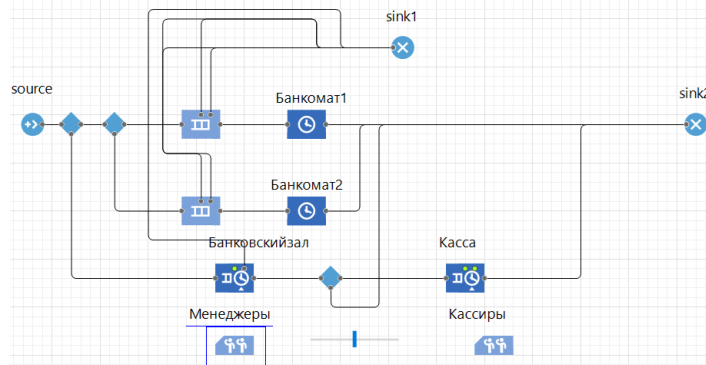 sink1
source
Банкомат1
sink2
Банкомат2
Банковскийзал
Касса
Менеджеры
Кассиры